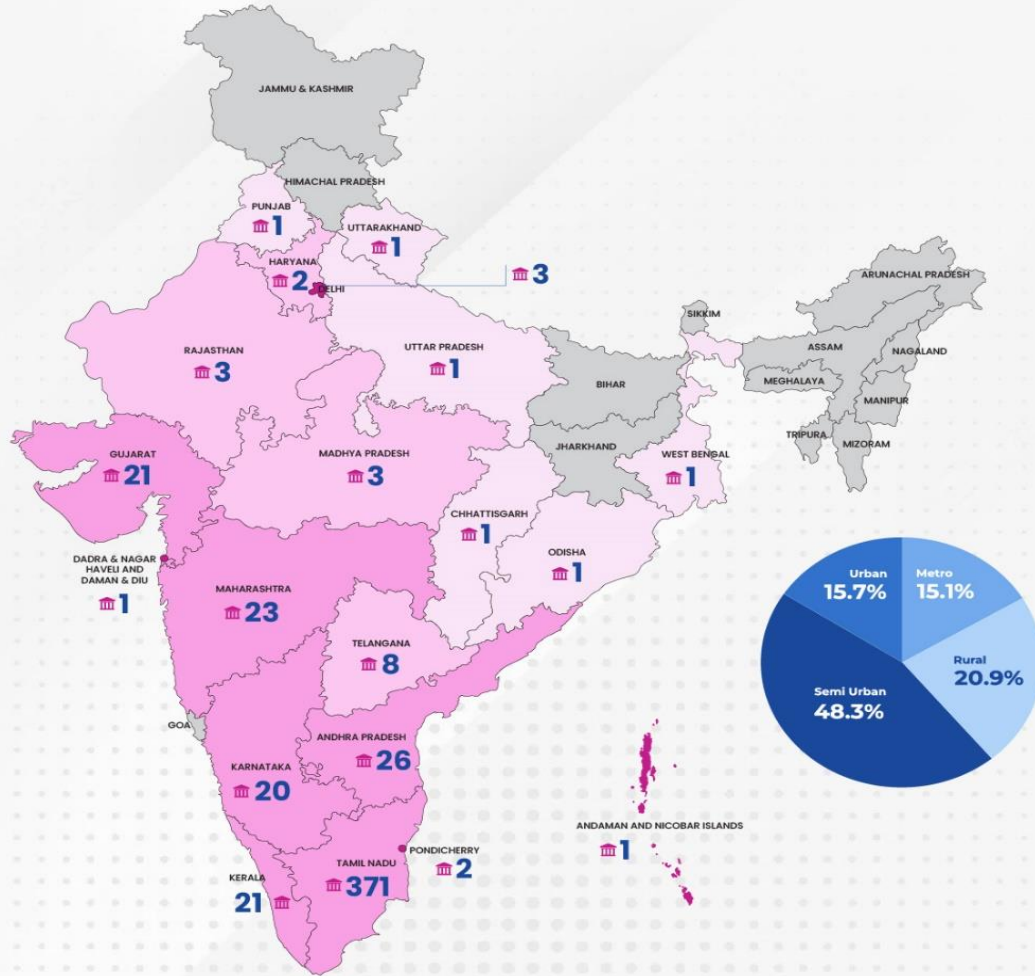 JAMMU & KASHMIR
HIMACHAL PRADESH
PUNJAB
1
UTTARAKHAND
1
HARYANA
2
DELHI
3
ARUNACHAL PRADESH
SIKKIM
ASSAM
NAGALAND
MEGHALAYA
MANIPUR
TRIPURA
MIZORAM
RAJASTHAN
3
UTTAR PRADESH
1
BIHAR
JHARKHAND
WEST BENGAL
1
GUJARAT
21
MADHYA PRADESH
3
CHHATTISGARH
1
ODISHA
1
DADRA & NAGAR
HAVELI AND
DAMAN & DIU
1
MAHARASHTRA
23
TELANGANA
8
GOA
ANDHRA PRADESH
26
KARNATAKA
20
PONDICHERRY
2
TAMIL NADU
371
KERALA
21
ANDAMAN AND NICOBAR ISLANDS
1
Urban
15.7%
Metro
15.1%
Rural
20.9%
Semi Urban
48.3%